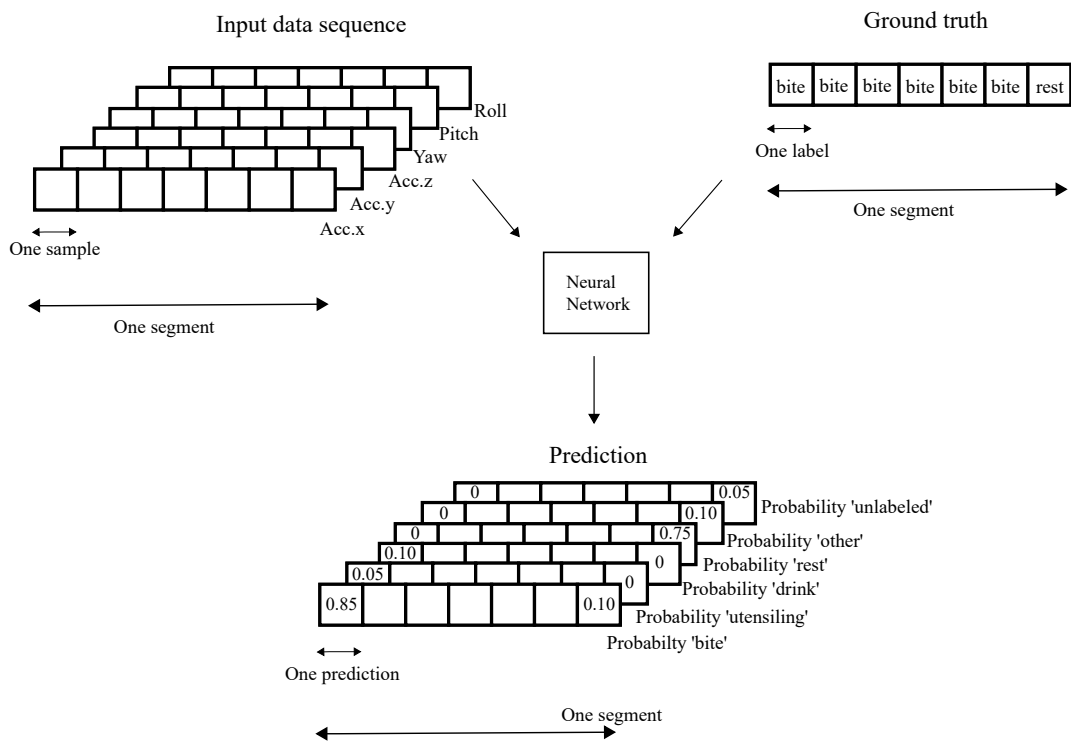 Input data sequence
Roll
Pitch
Yaw
Acc.z
Acc.y
Acc.x
One sample
One segment
Ground truth
bite bite bite bite bite bite rest
One label
One segment
Neural
Network
Prediction
0 0.05
Probability 'unlabeled'
0 0.10
Probability 'other'
0 0.75
Probability 'rest'
0.10 0
Probability 'drink'
0.05 0
Probability 'utensiling'
0.85 0.10
Probabilty 'bite'
One prediction
One segment